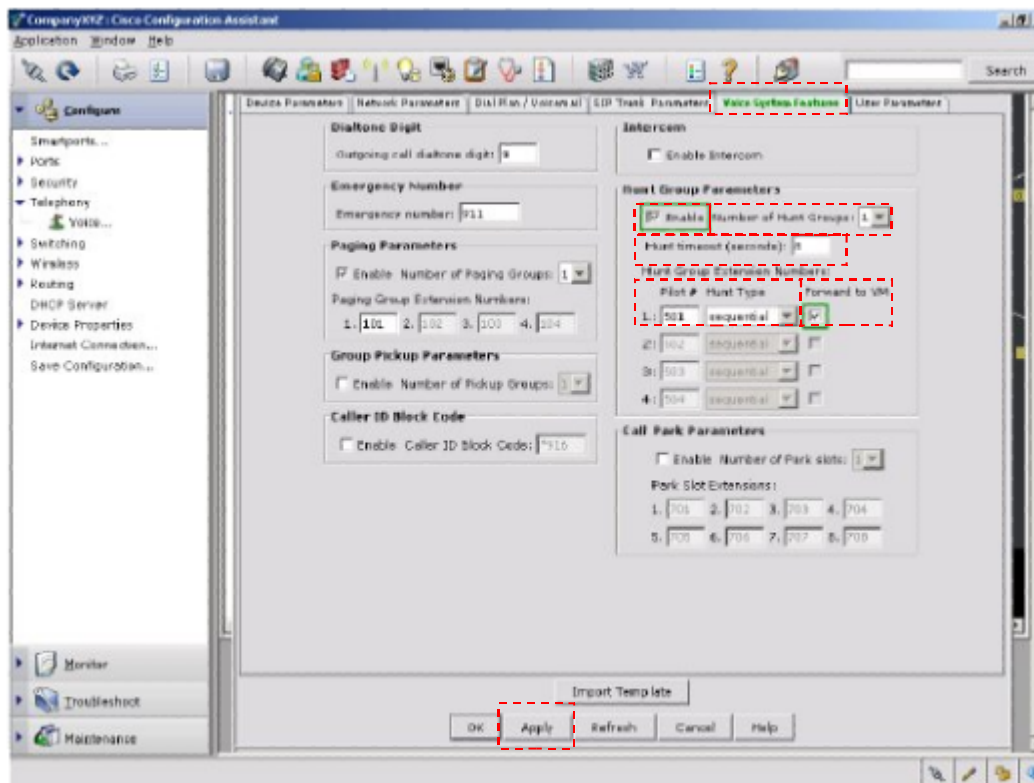 CompanyXYZ : Cisco Configuration Assistant
Application Window Help
Search
Configure
Smartports...
Ports
Security
Telephony
Voice...
Switching
Wireless
Routing
DHCP Server
Device Properties
Internet Connection...
Save Configuration...
Monitor
Troubleshoot
Maintenance
Device Parameters Network Parameters Dial Plan / Voicemail SIP Trunk Parameters Voice System Features User Parameters
Dialtone Digit
Outgoing call dialtone digit: 9
Emergency Number
Emergency number: 911
Paging Parameters
Enable Number of Paging Groups: 1
Paging Group Extension Numbers:
1. 101 2. 102 3. 103 4. 104
Group Pickup Parameters
Enable Number of Pickup Groups: 1
Caller ID Block Code
Enable Caller ID Block Code: *916
Intercom
Enable Intercom
Hunt Group Parameters
Enable Number of Hunt Groups: 1
Hunt timeout (seconds): 8
Hunt Group Extension Numbers:
Pilot # Hunt Type Forward to VM
1: 501 sequential
2: 502 sequential
3: 503 sequential
4: 504 sequential
Call Park Parameters
Enable Number of Park slots: 1
Park Slot Extensions:
1. 701 2. 702 3. 703 4. 704
5. 705 6. 706 7. 707 8. 708
Import Template
OK Apply Refresh Cancel Help